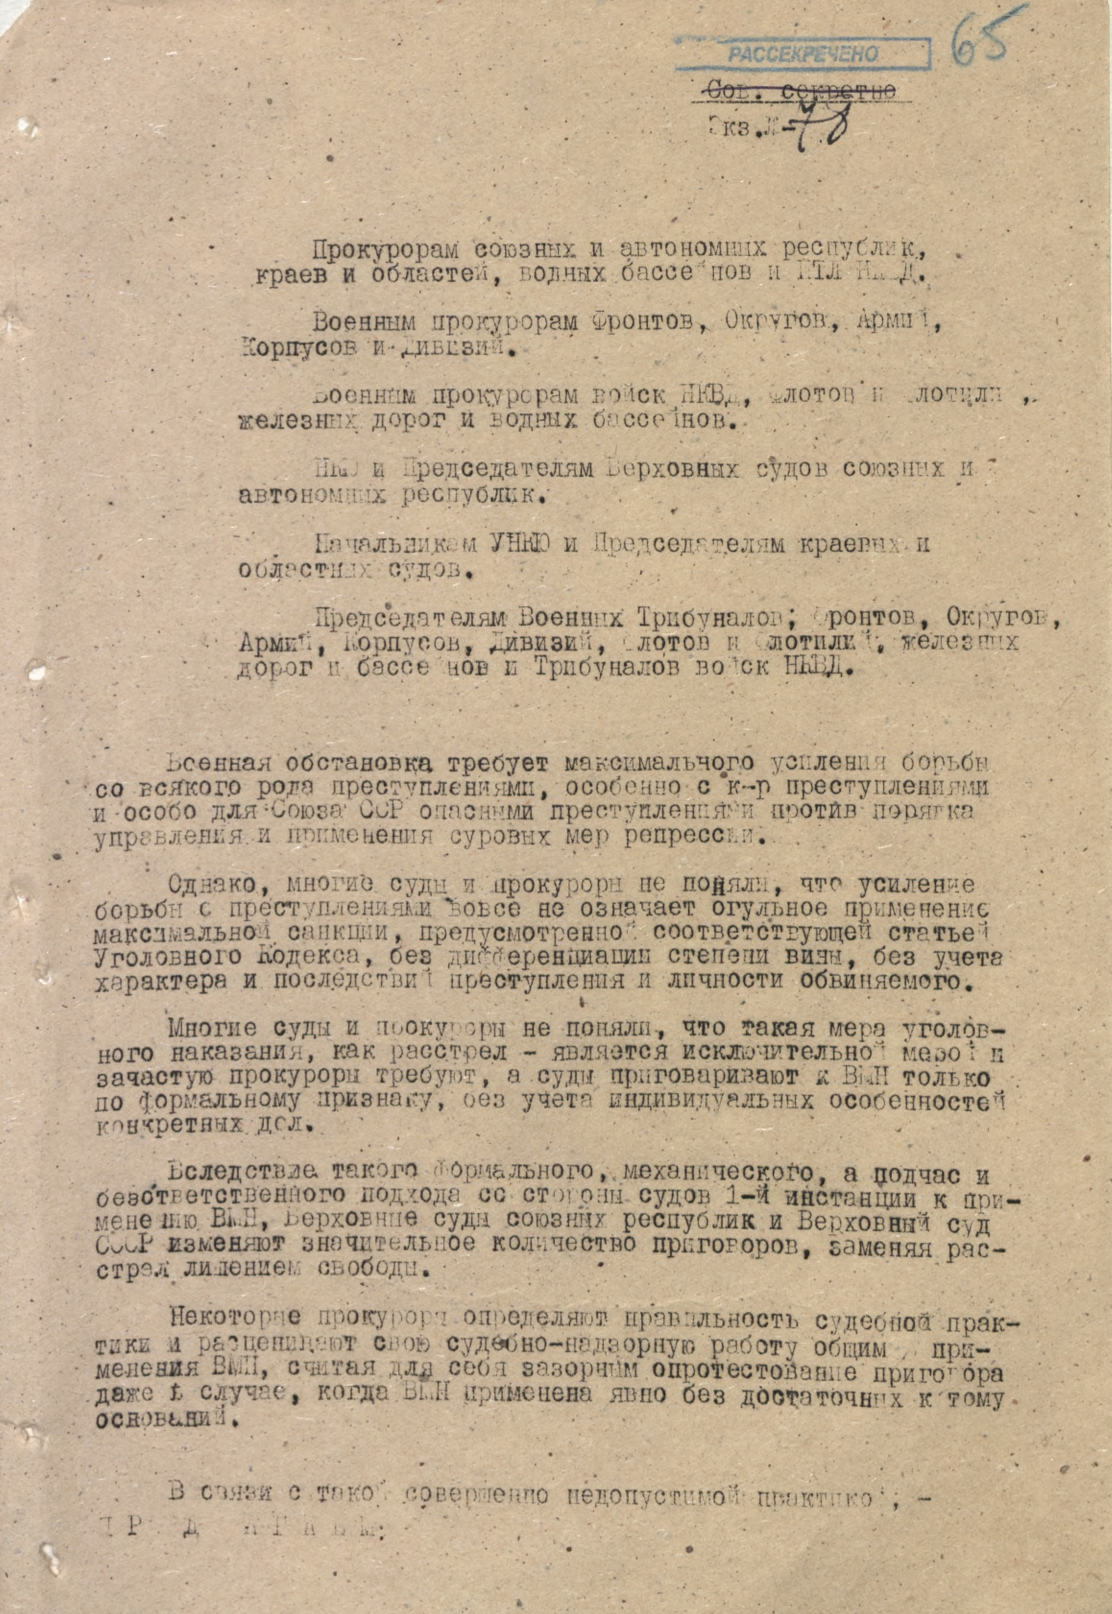 65
РАССЕКРЕЧЕНО
Сов. секретно
Экз.№ 78
Прокурорам союзных и автономных республик,
краев и областей, водных бассейнов и ИТЛ НКВД.
Военным прокурорам Фронтов, Округов, Армий,
Корпусов и Дивизий.
Военным прокурорам войск НКВД, Флотов и Флотилий,
железных дорог и водных бассейнов.
НКЮ и Председателям Верховных судов союзных и
автономных республик.
Начальникам УНКЮ и Председателям краевых и
областных судов.
Председателям Военных Трибуналов; Фронтов, Округов,
Армий, Корпусов, Дивизий, Флотов и Флотилий, железных
дорог и бассейнов и Трибуналов войск НКВД.
Военная обстановка требует максимального усиления борьбы
со всякого рода преступлениями, особенно с к-р преступлениями
и особо для Союза ССР опасными преступлениями против порядка
управления и применения суровых мер репрессии.
Однако, многие суды и прокуроры не поняли, что усиление
борьбы с преступлениями вовсе не означает огульное применение
максимальной санкции, предусмотренной соответствующей статьей
Уголовного Кодекса, без дифференциации степени вины, без учета
характера и последствий преступления и личности обвиняемого.
Многие суды и прокуроры не поняли, что такая мера уголов-
ного наказания, как расстрел - является исключительной мерой и
зачастую прокуроры требуют, а суды приговаривают к ВМН только
по формальному признаку, без учета индивидуальных особенностей
конкретных дел.
Вследствие такого формального, механического, а подчас и
безответственного подхода со стороны судов 1-й инстанции к при-
менению ВМН, Верховные суды союзных республик и Верховный суд
СССР изменяют значительное количество приговоров, заменяя рас-
стрел лишением свободы.
Некоторые прокуроры определяют правильность судебной прак-
тики и расценивают свою судебно-надзорную работу общим при-
менения ВМН, считая для себя зазорным опротестование приговора
даже в случае, когда ВМН применена явно без достаточных к тому
оснований.
В связи с такой совершенно недопустимой практикой; -
П Р Е Д Л А Г А Е М: